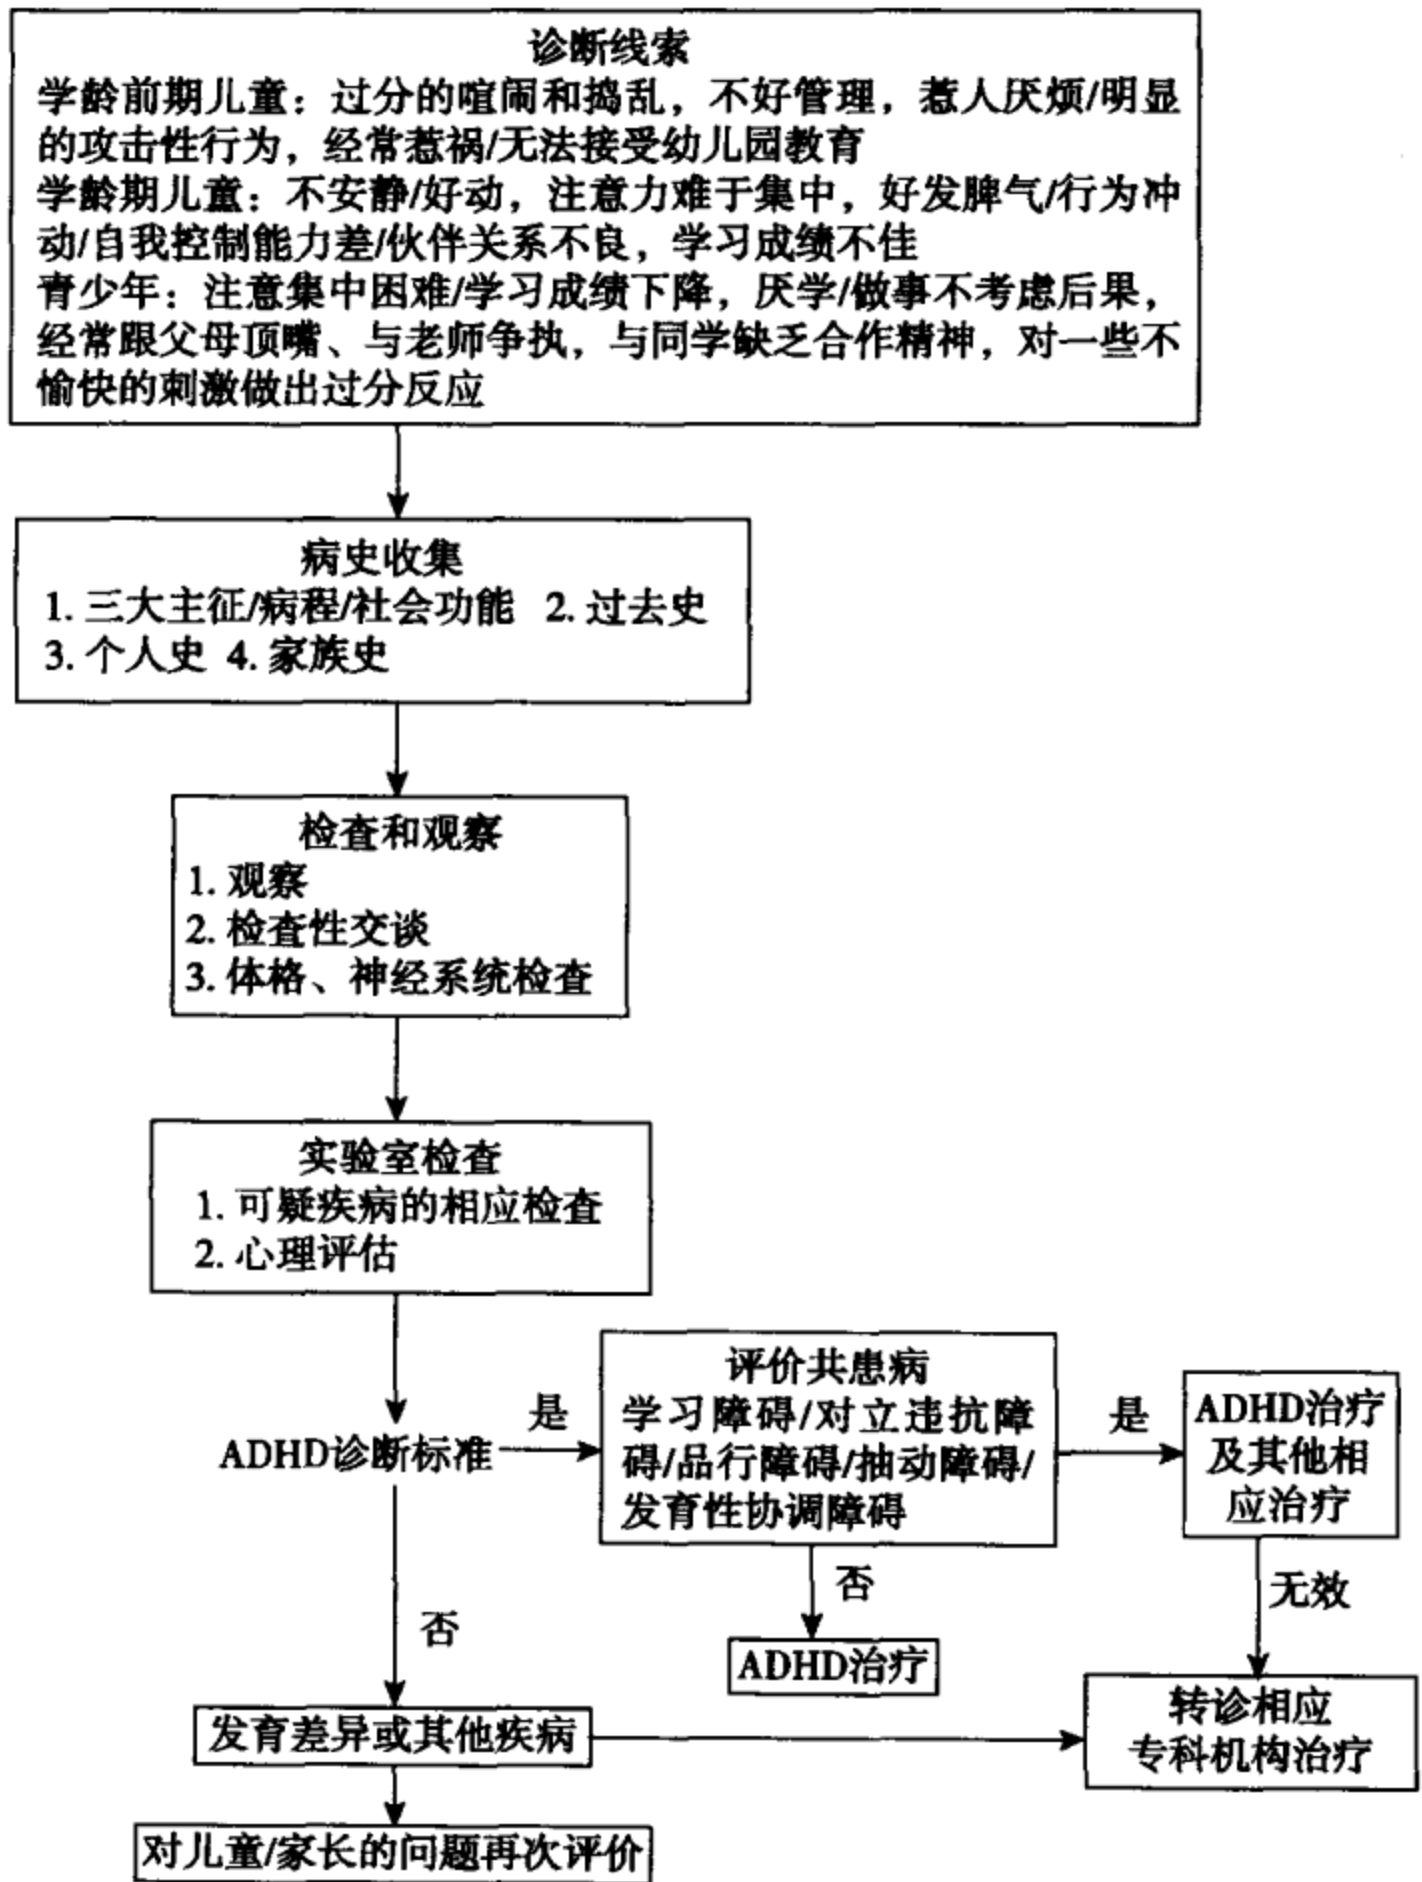 诊断线索
学龄前期儿童：过分的喧闹和捣乱，不好管理，惹人厌烦/明显
的攻击性行为，经常惹祸/无法接受幼儿园教育
学龄期儿童：不安静/好动，注意力难于集中，好发脾气/行为冲
动/自我控制能力差/伙伴关系不良，学习成绩不佳
青少年：注意集中困难/学习成绩下降，厌学/做事不考虑后果，
经常跟父母顶嘴、与老师争执，与同学缺乏合作精神，对一些不
愉快的刺激做出过分反应
病史收集
1. 三大主征/病程/社会功能 2. 过去史
3. 个人史 4. 家族史
检查和观察
1. 观察
2. 检查性交谈
3. 体格、神经系统检查
实验室检查
1. 可疑疾病的相应检查
2. 心理评估
ADHD诊断标准
是
评价共患病
学习障碍/对立违抗障
碍/品行障碍/抽动障碍/
发育性协调障碍
是
ADHD治疗
及其他相
应治疗
否
ADHD治疗
无效
否
发育差异或其他疾病
转诊相应
专科机构治疗
对儿童/家长的问题再次评价